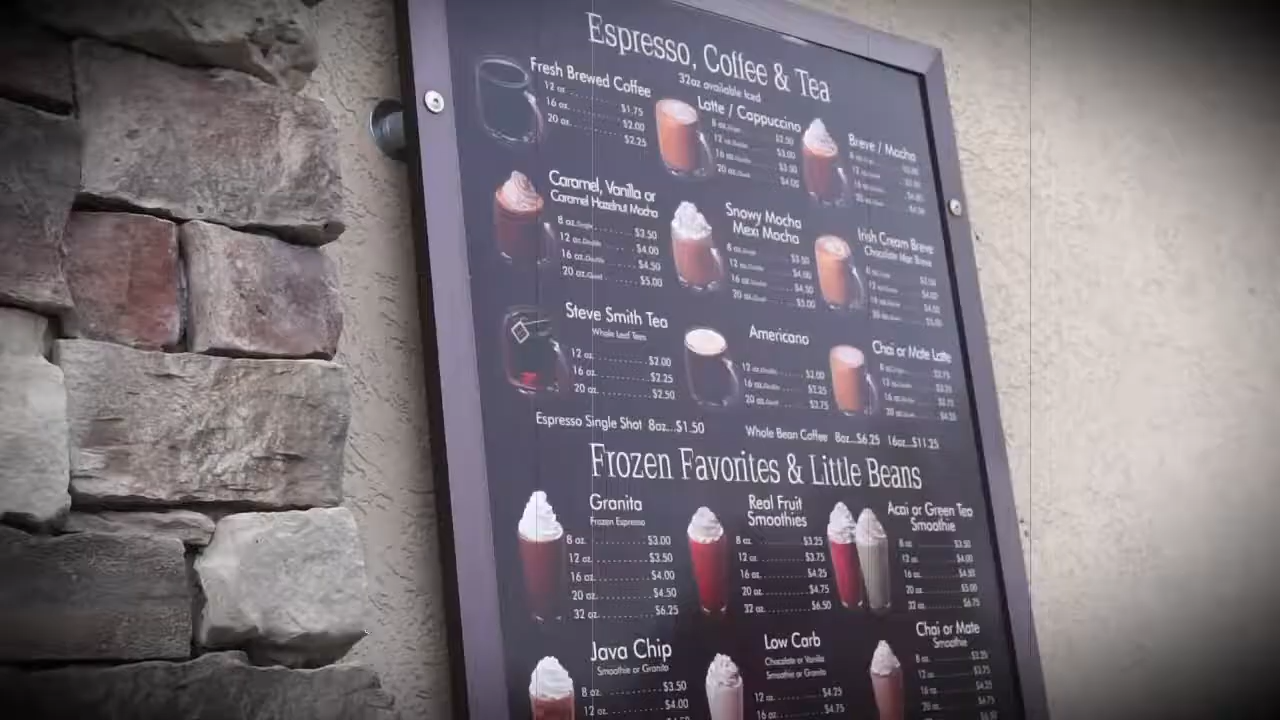 Espresso, Coffee & Tea
32oz available Iced
Fresh Brewed Coffee
12 oz. $1.75
16 oz. $2.00
20 oz. $2.25
Latte / Cappuccino
8 oz. $2.50
12 oz. $3.00
16 oz. $3.50
20 oz. $4.00
Breve / Mocha
Caramel, Vanilla or
Caramel Hazelnut Mocha
8 oz. Single $3.50
12 oz. Double $4.00
16 oz. Double $4.50
20 oz. Quad $5.00
Snowy Mocha
Mexi Mocha
8 oz. $3.50
12 oz. $4.00
16 oz. $4.50
20 oz. Quad $5.00
Irish Cream Breve
Steve Smith Tea
Whole Leaf Teas
12 oz. $2.00
16 oz. $2.25
20 oz. $2.50
Americano
12 oz. Double $2.00
16 oz. Double $2.25
20 oz. Quad $2.75
Chai or Mate Latte
Espresso Single Shot 8oz...$1.50
Whole Bean Coffee 8oz...$6.25 16oz...$11.25
Frozen Favorites & Little Beans
Granita
Frozen Espresso
8 oz. $3.00
12 oz. $3.50
16 oz. $4.00
20 oz. $4.50
32 oz. $6.25
Real Fruit
Smoothies
8 oz. $3.25
12 oz. $3.75
16 oz. $4.25
20 oz. $4.75
32 oz. $6.50
Acai or Green Tea
Smoothie
8 oz. $3.50
12 oz. $4.00
16 oz. $4.50
20 oz. $5.00
32 oz. $6.75
Java Chip
Smoothie or Granita
8 oz. $3.50
12 oz. $4.00
Low Carb
Chocolate or Vanilla
Smoothie or Granita
12 oz. $4.25
16 oz. $4.75
Chai or Mate
Smoothie
8 oz. $3.25
12 oz. $3.75
16 oz. $4.25
20 oz. $4.75